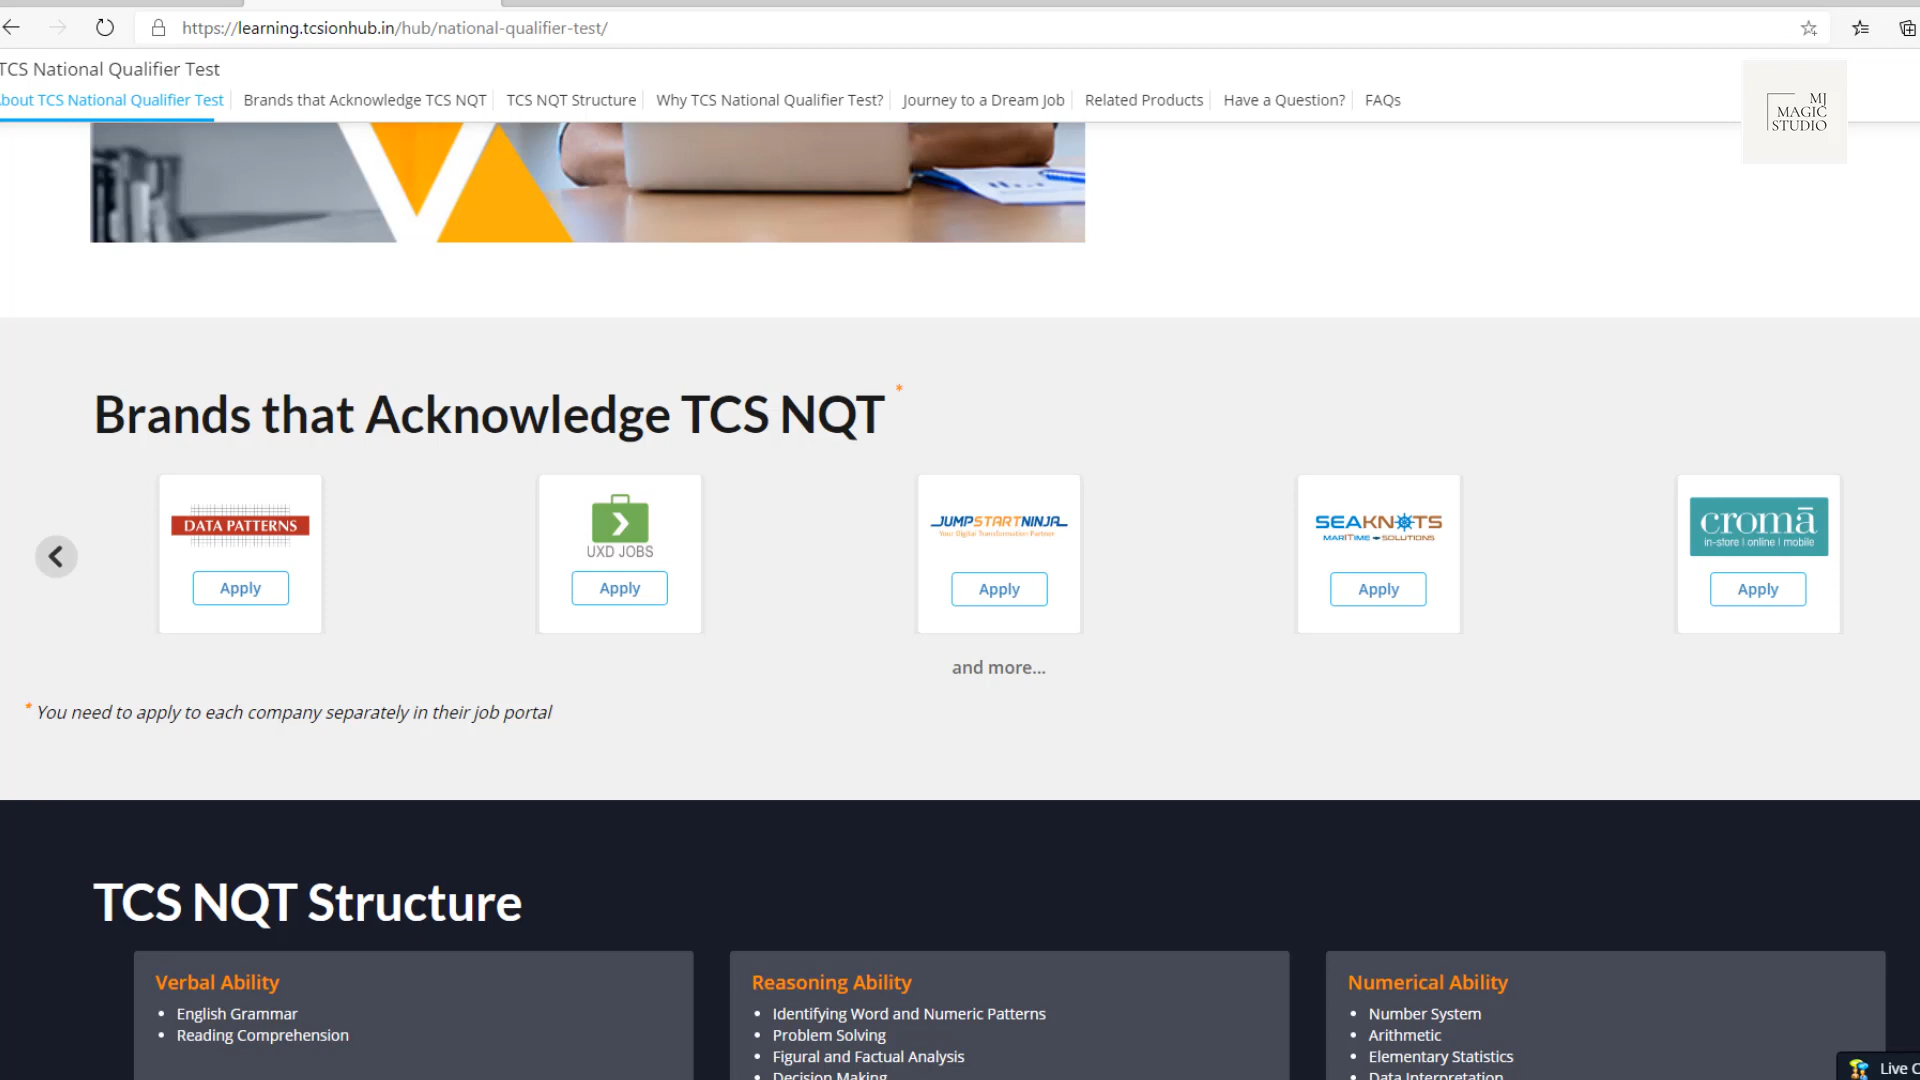 https://learning.tcsionhub.in/hub/national-qualifier-test/
TCS National Qualifier Test
bout TCS National Qualifier Test
Brands that Acknowledge TCS NQT
TCS NQT Structure
Why TCS National Qualifier Test?
Journey to a Dream Job
Related Products
Have a Question?
FAQs
MJ
MAGIC
STUDIO
Brands that Acknowledge TCS NQT *
DATA PATTERNS
Apply
UXD JOBS
Apply
JUMPSTARTNINJA
Your Digital Transformation Partner
Apply
SEAKNOTS
MARITIME SOLUTIONS
Apply
cromā
in-store | online | mobile
Apply
and more...
* You need to apply to each company separately in their job portal
TCS NQT Structure
Verbal Ability
• English Grammar
• Reading Comprehension
Reasoning Ability
• Identifying Word and Numeric Patterns
• Problem Solving
• Figural and Factual Analysis
• Decision Making
Numerical Ability
• Number System
• Arithmetic
• Elementary Statistics
• Data Interpretation
Live C